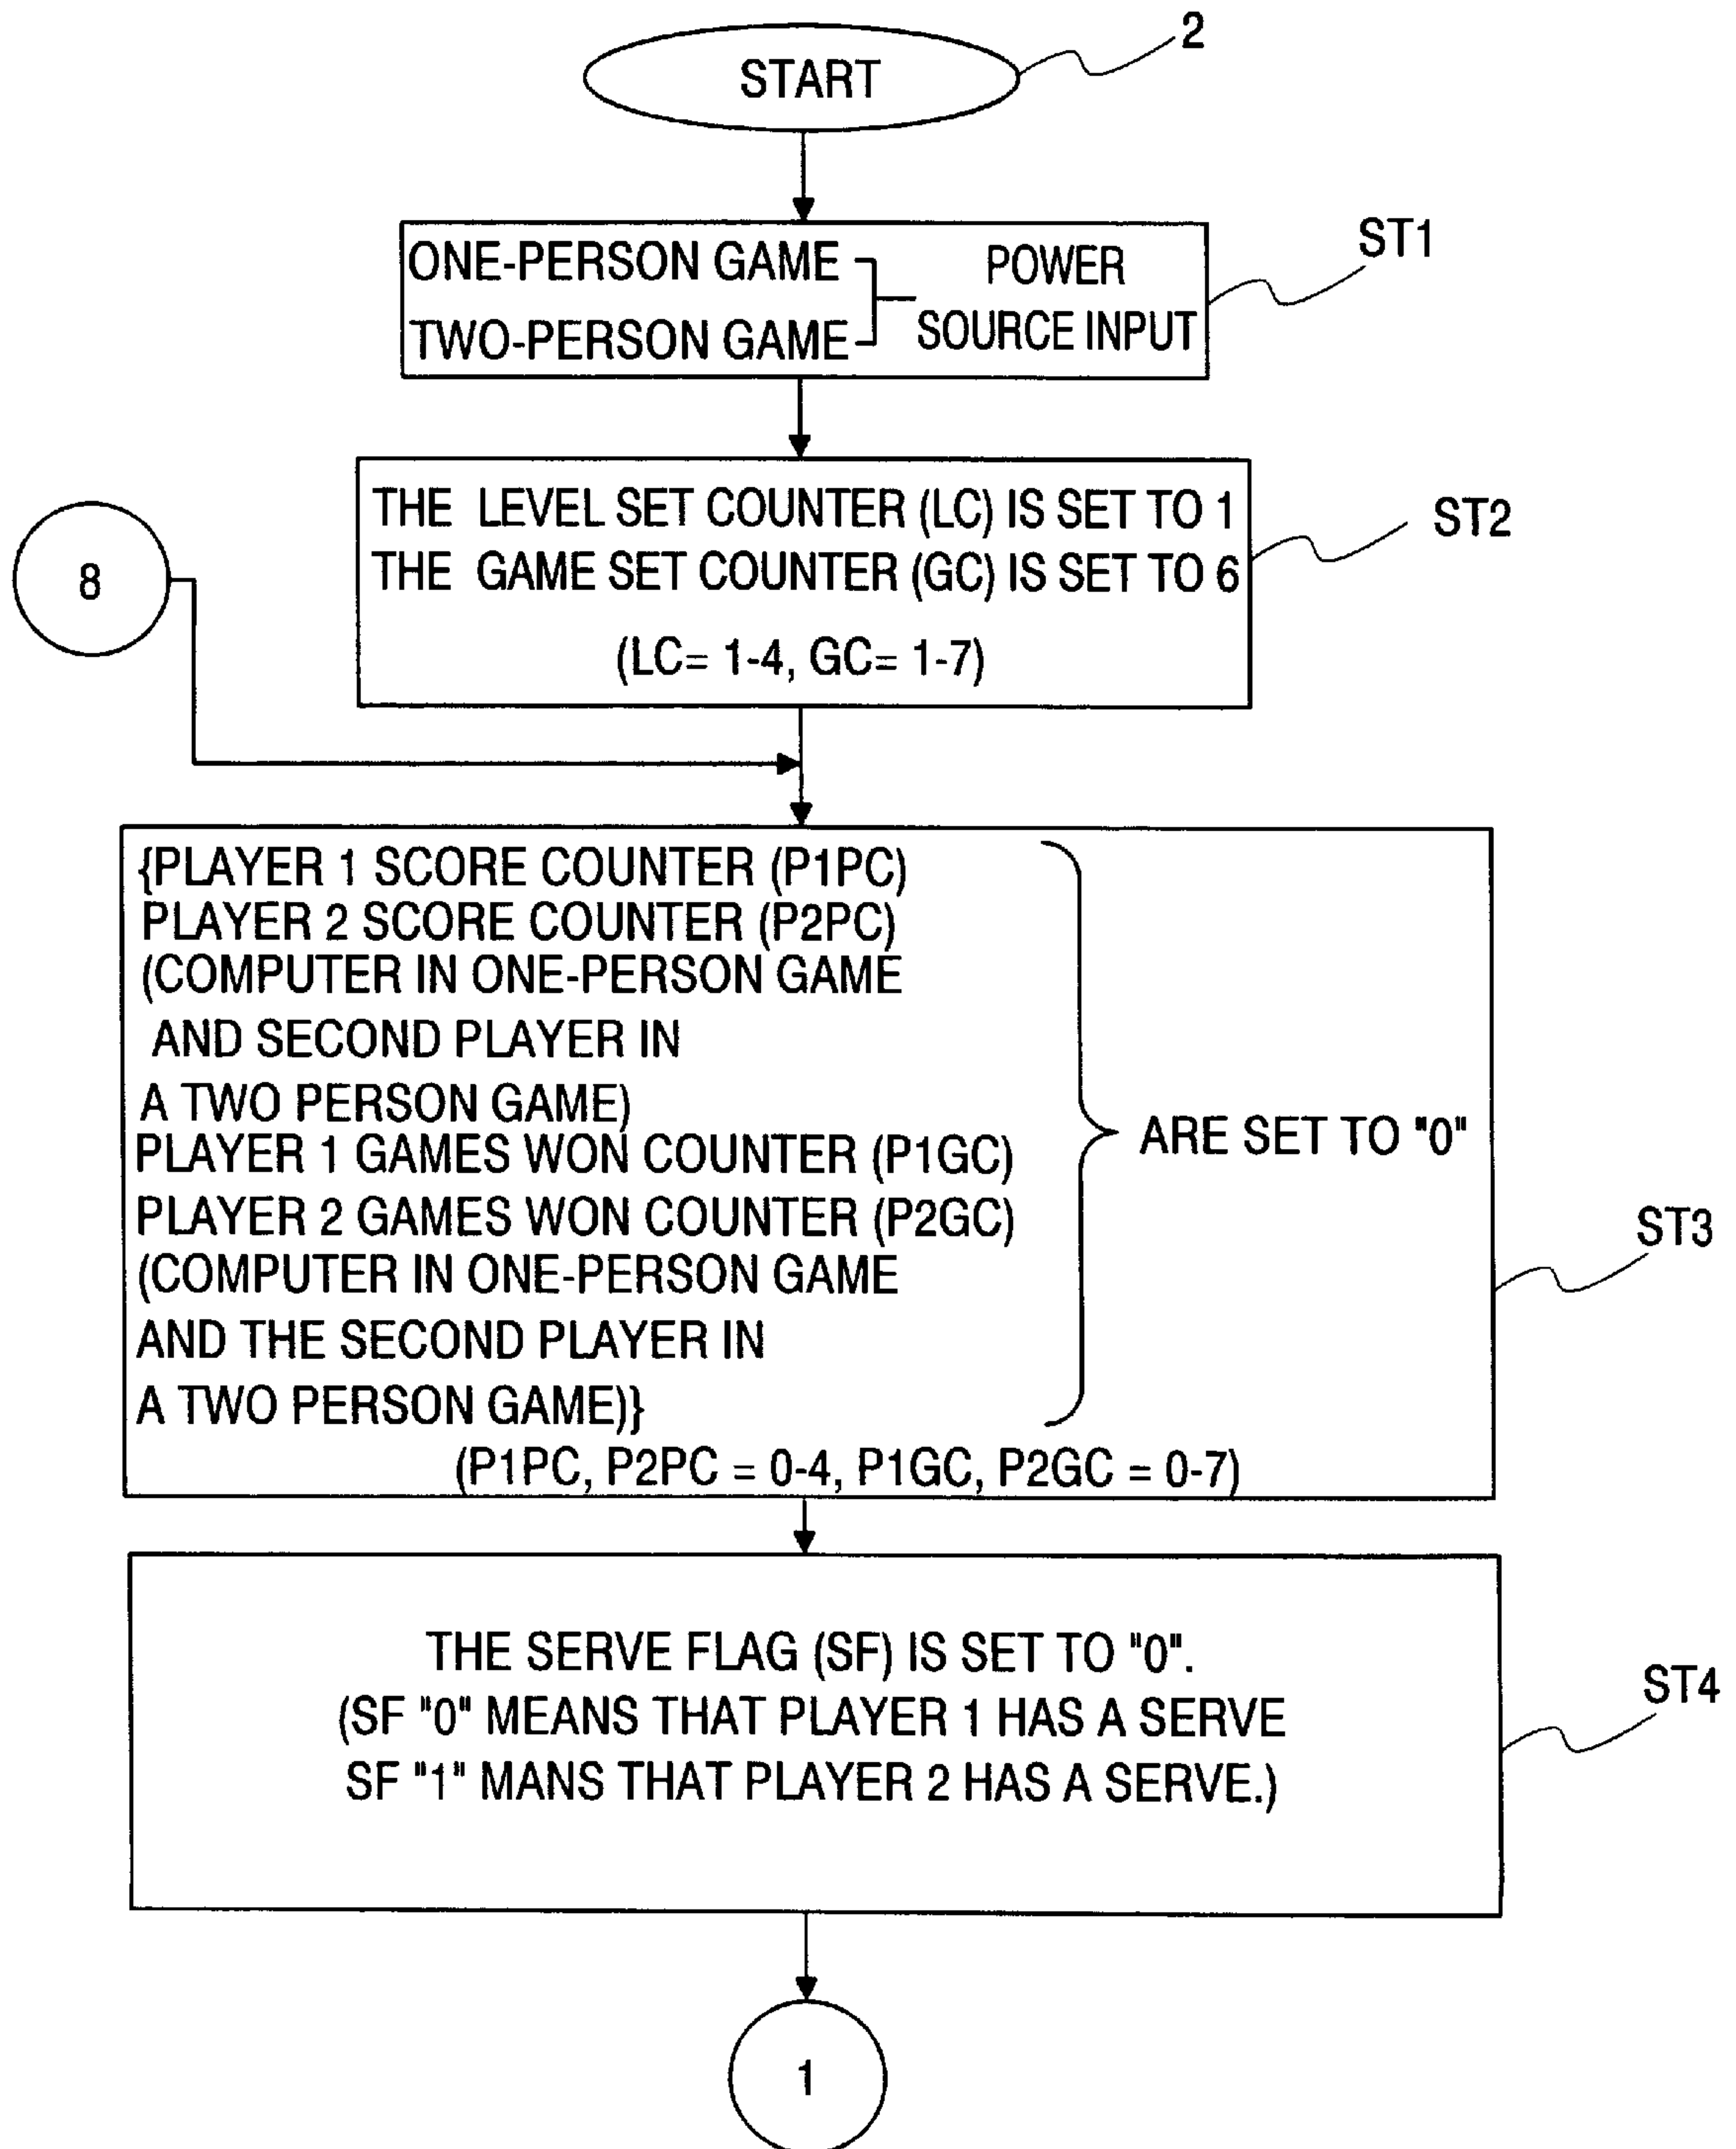 2
START
ST1
ONE-PERSON GAME
TWO-PERSON GAME
POWER
SOURCE INPUT
ST2
THE LEVEL SET COUNTER (LC) IS SET TO 1
THE GAME SET COUNTER (GC) IS SET TO 6
(LC= 1-4, GC= 1-7)
8
{PLAYER 1 SCORE COUNTER (P1PC)
PLAYER 2 SCORE COUNTER (P2PC)
(COMPUTER IN ONE-PERSON GAME
AND SECOND PLAYER IN
A TWO PERSON GAME)
PLAYER 1 GAMES WON COUNTER (P1GC)
PLAYER 2 GAMES WON COUNTER (P2GC)
(COMPUTER IN ONE-PERSON GAME
AND THE SECOND PLAYER IN
A TWO PERSON GAME)}
ARE SET TO "0"
(P1PC, P2PC = 0-4, P1GC, P2GC = 0-7)
ST3
THE SERVE FLAG (SF) IS SET TO "0".
(SF "0" MEANS THAT PLAYER 1 HAS A SERVE
SF "1" MANS THAT PLAYER 2 HAS A SERVE.)
ST4
1